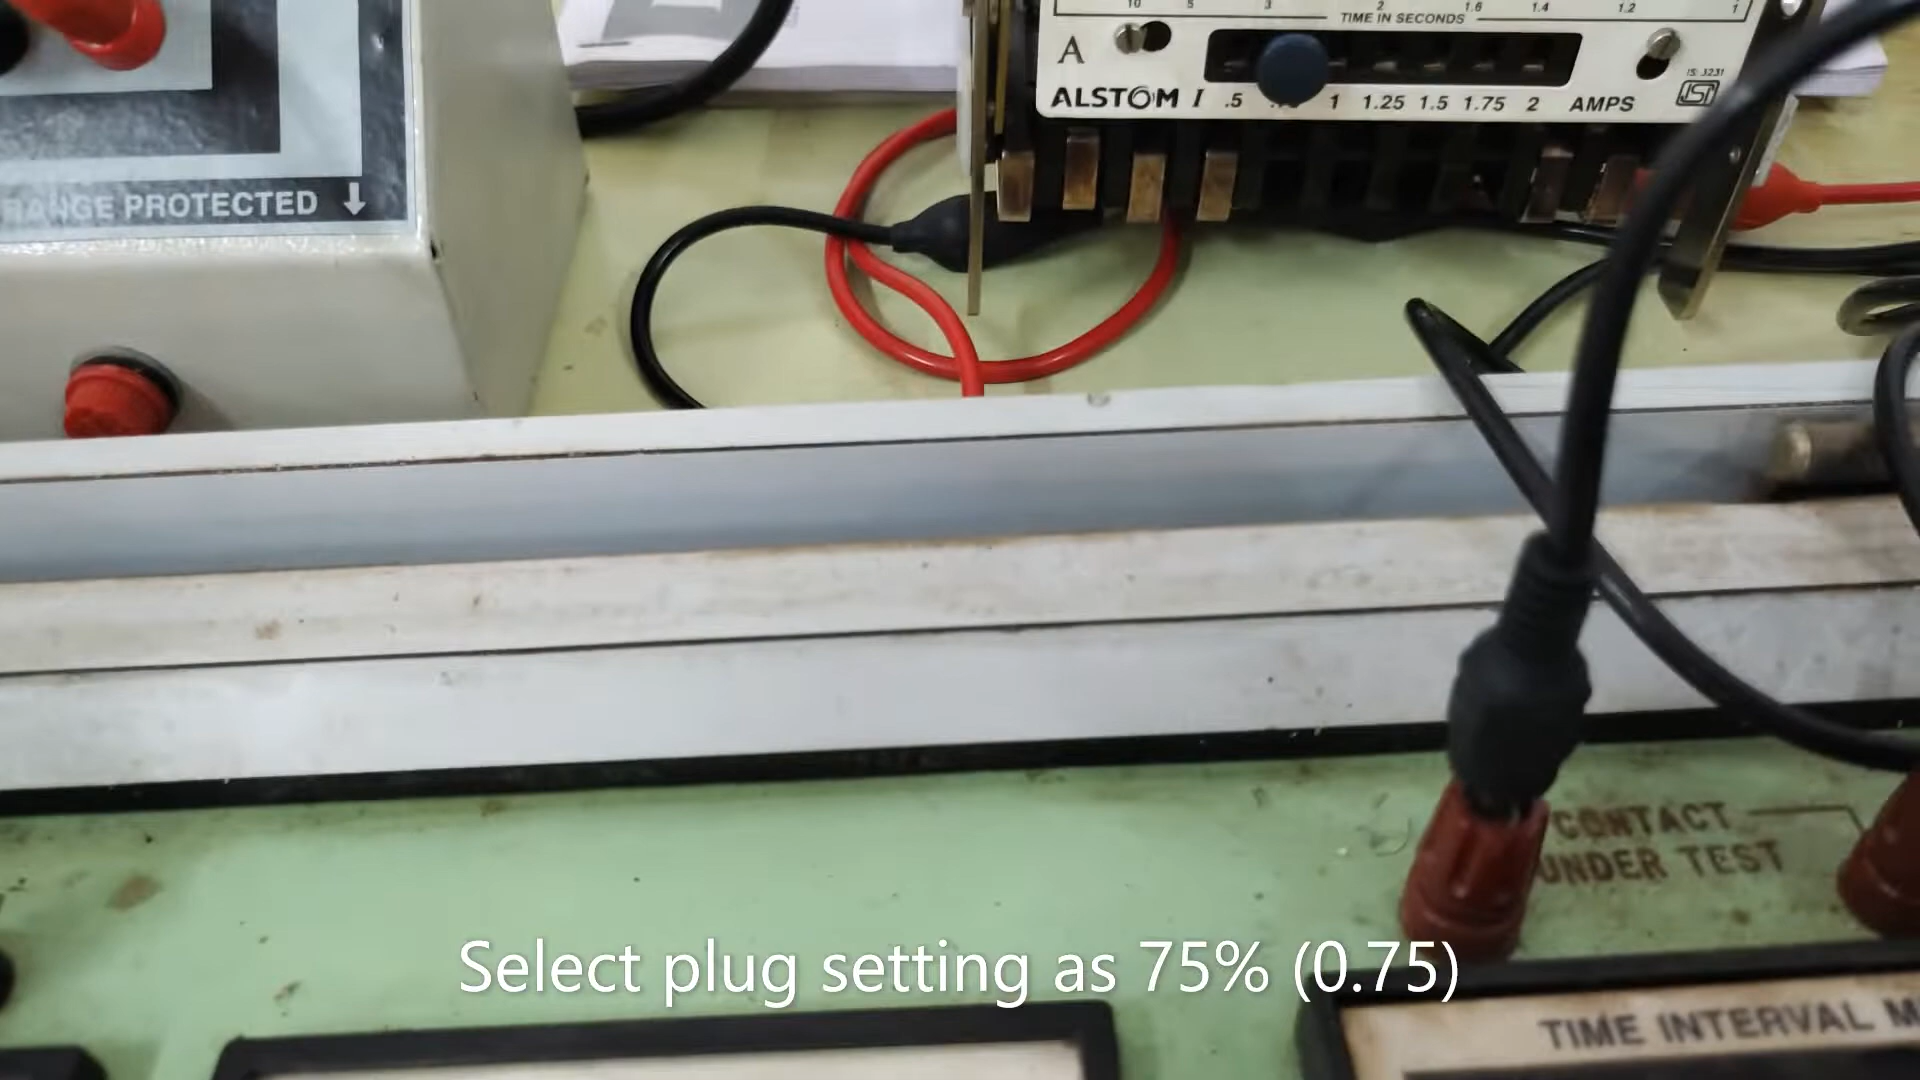 10 5 3 2 1.6 1.4 1.2 1
TIME IN SECONDS
A
IS: 3231
ALSTOM I .5 1 1.25 1.5 1.75 2 AMPS
ISI
RANGE PROTECTED
CONTACT
UNDER TEST
Select plug setting as 75% (0.75)
TIME INTERVAL M